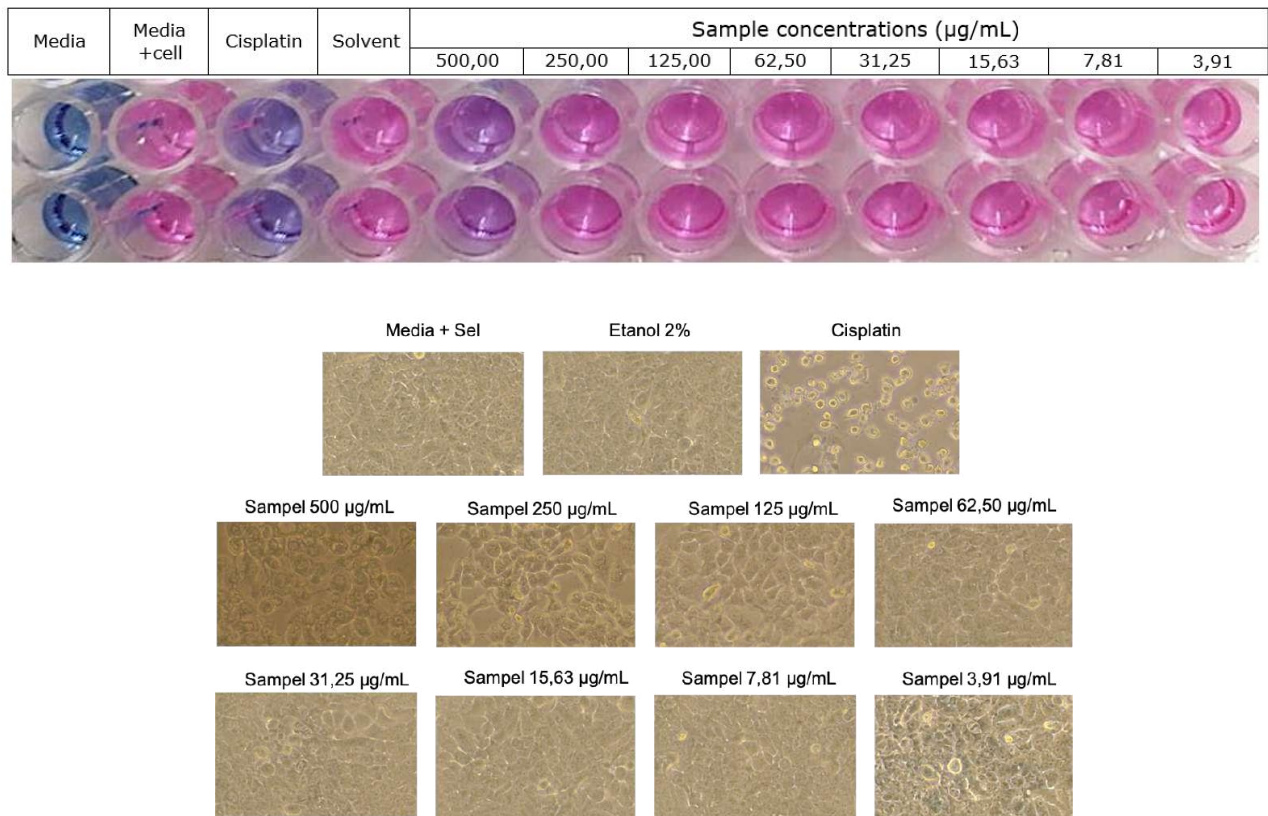 Media
Media
+cell
Cisplatin
Solvent
Sample concentrations (µg/mL)
500,00
250,00
125,00
62,50
31,25
15,63
7,81
3,91
Media + Sel
Etanol 2%
Cisplatin
Sampel 500 µg/mL
Sampel 250 µg/mL
Sampel 125 µg/mL
Sampel 62,50 µg/mL
Sampel 31,25 µg/mL
Sampel 15,63 µg/mL
Sampel 7,81 µg/mL
Sampel 3,91 µg/mL